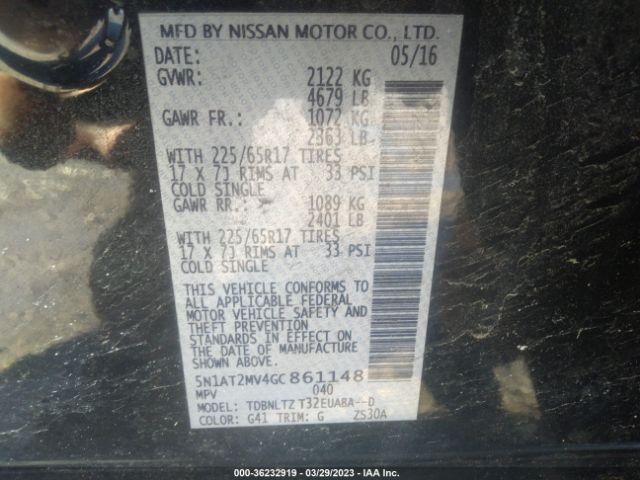 MFD BY NISSAN MOTOR CO., LTD.
DATE: 05/16
GVWR: 2122 KG
4679 LB
GAWR FR.: 1072 KG
2363 LB
WITH 225/65R17 TIRES
17 X 7J RIMS AT 33 PSI
COLD SINGLE
GAWR RR.: 1089 KG
2401 LB
WITH 225/65R17 TIRES
17 X 7J RIMS AT 33 PSI
COLD SINGLE
THIS VEHICLE CONFORMS TO
ALL APPLICABLE FEDERAL
MOTOR VEHICLE SAFETY AND
THEFT PREVENTION
STANDARDS IN EFFECT ON
THE DATE OF MANUFACTURE
SHOWN ABOVE.
5N1AT2MV4GC861148
MPV 040
MODEL: TDBNLTZ T32EUABA--D
COLOR: G41 TRIM: G ZS30A
000-36232919 - 03/29/2023 - IAA Inc.